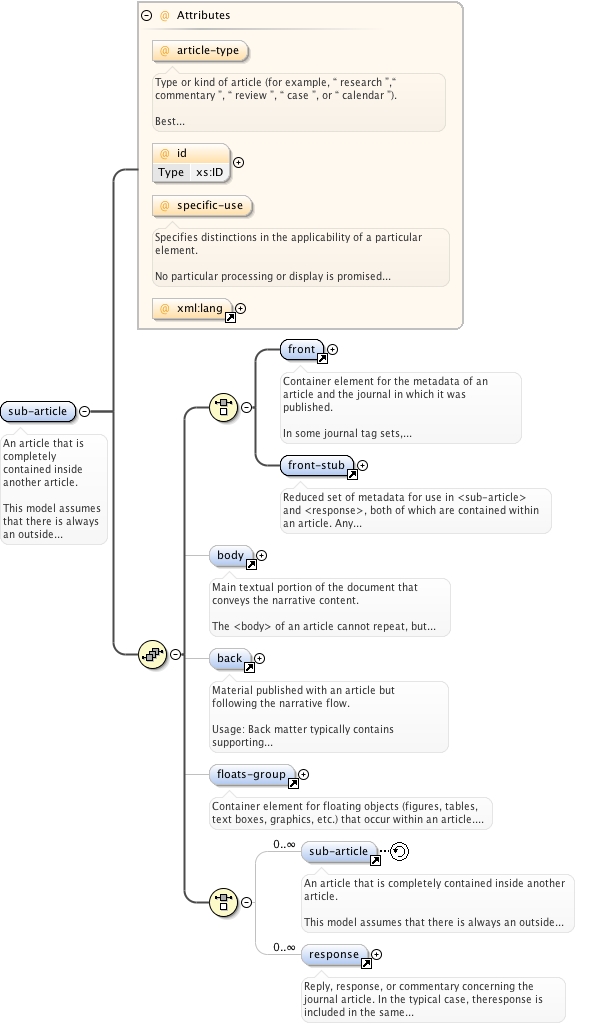 @ Attributes
@ article-type
Type or kind of article (for example, “ research ”,“
commentary ”, “ review ”, “ case ”, or “ calendar ”).
Best...
@ id
Type xs:ID
@ specific-use
Specifies distinctions in the applicability of a particular
element.
No particular processing or display is promised...
@ xml:lang
front
Container element for the metadata of an
article and the journal in which it was
published.
In some journal tag sets,...
sub-article
An article that is
completely
contained inside
another article.
This model assumes
that there is always
an outside...
front-stub
Reduced set of metadata for use in <sub-article>
and <response>, both of which are contained within
an article. Any...
body
Main textual portion of the document that
conveys the narrative content.
The <body> of an article cannot repeat, but...
back
Material published with an article but
following the narrative flow.
Usage: Back matter typically contains
supporting...
floats-group
Container element for floating objects (figures, tables,
text boxes, graphics, etc.) that occur within an article....
0..∞
sub-article
An article that is completely contained inside another
article.
This model assumes that there is always an outside...
0..∞
response
Reply, response, or commentary concerning the
journal article. In the typical case, theresponse is
included in the same...